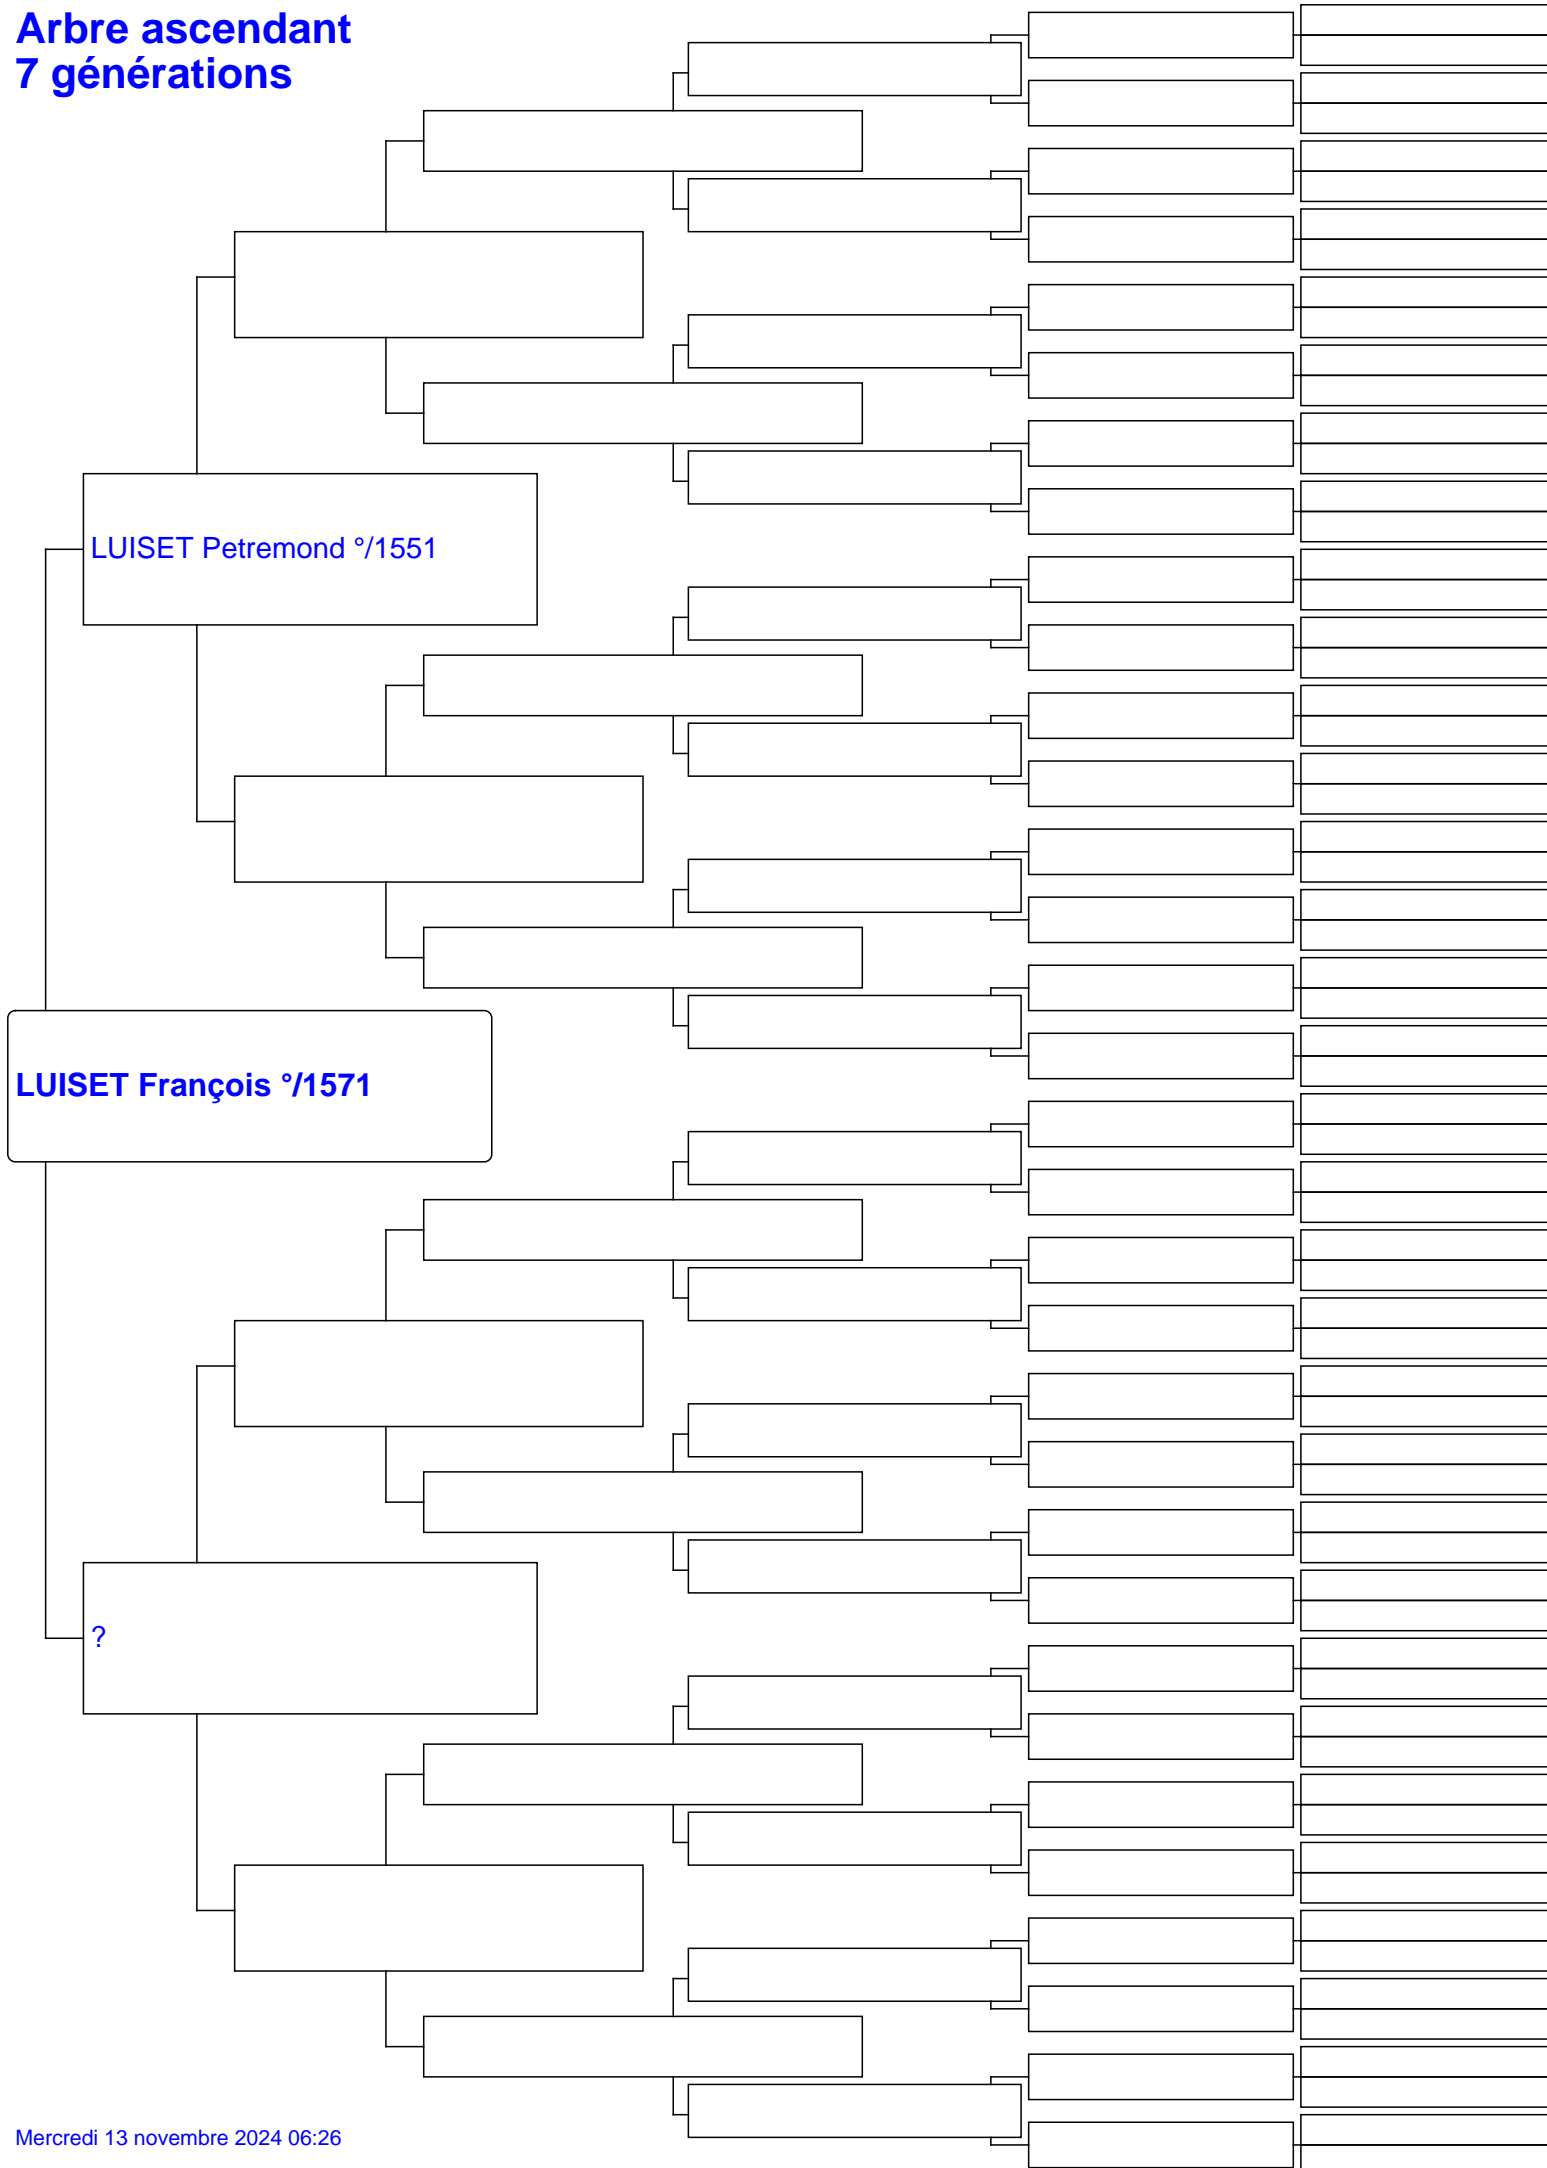 Arbre ascendant
7 générations
LUISET Petremond °/1551
LUISET François °/1571
?
Mercredi 13 novembre 2024 06:26